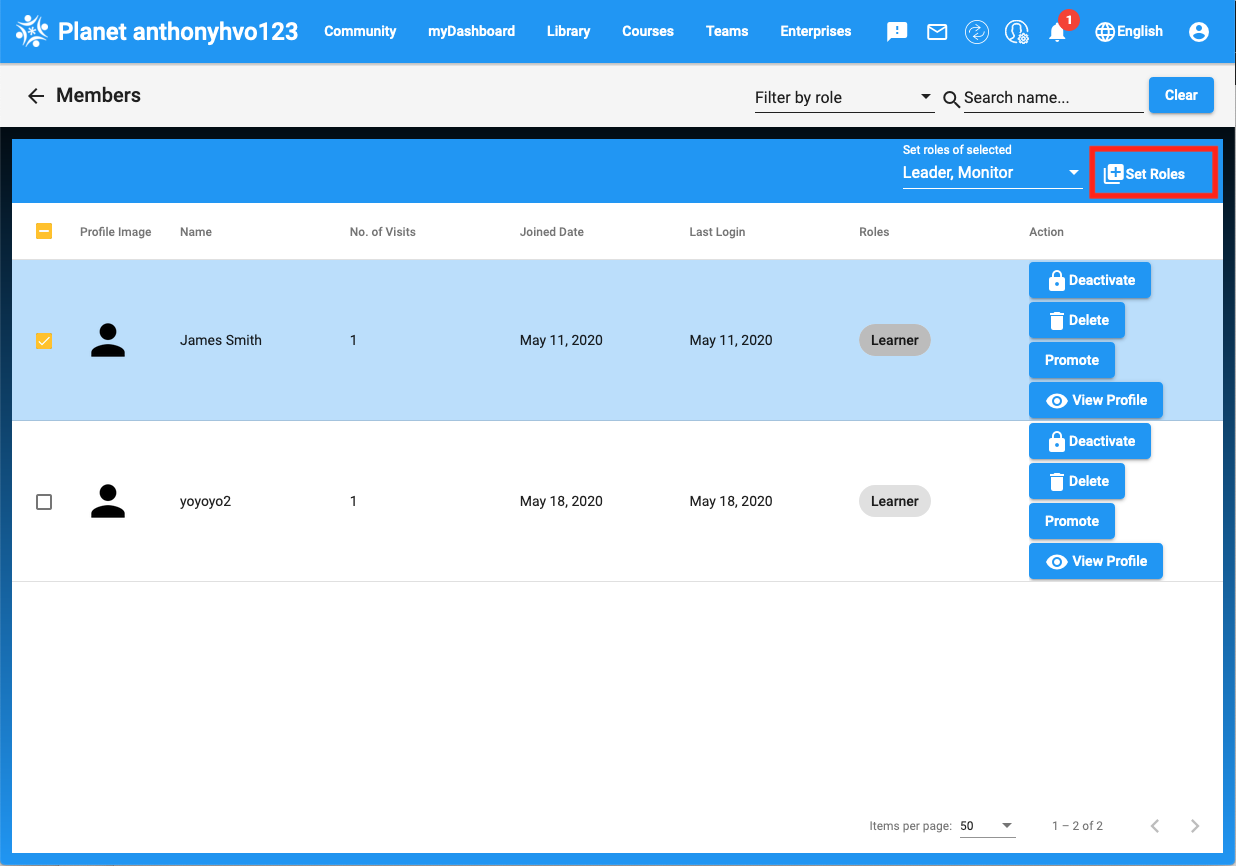 Planet anthonyhvo123 Community myDashboard Library Courses Teams Enterprises 1 English
Members Filter by role Search name... Clear
Set roles of selected
Leader, Monitor Set Roles
Profile Image Name No. of Visits Joined Date Last Login Roles Action
Deactivate
Delete
James Smith 1 May 11, 2020 May 11, 2020 Learner
Promote
View Profile
Deactivate
Delete
yoyoyo2 1 May 18, 2020 May 18, 2020 Learner
Promote
View Profile
Items per page: 50 1 – 2 of 2